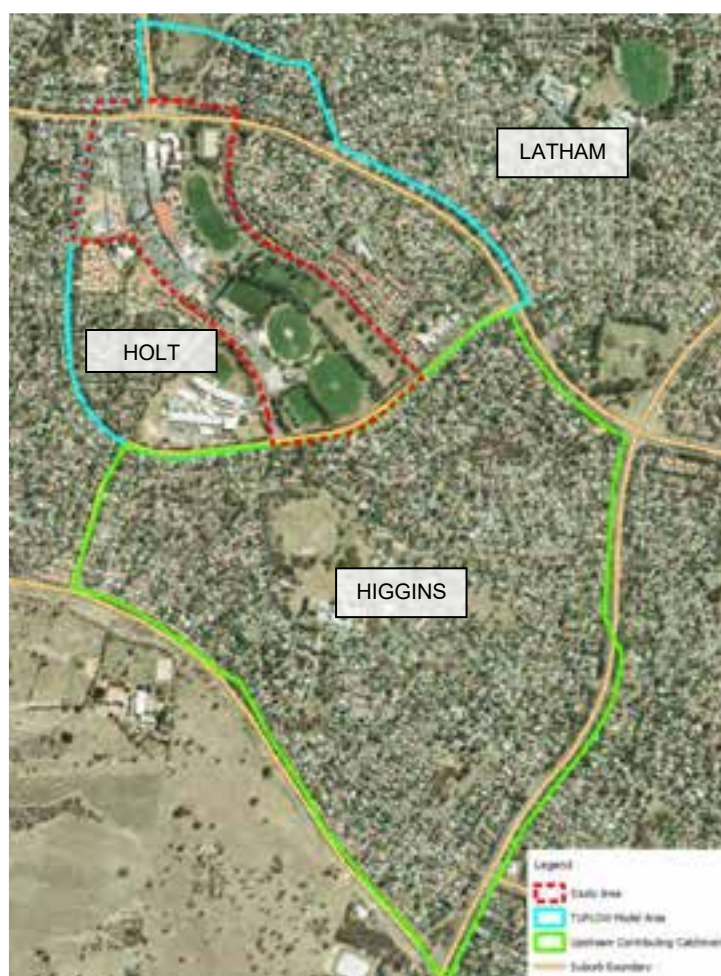 LATHAM
HOLT
HIGGINS
Legend
Study Area
TUFLOW Model Area
Upstream Contributing Catchment
Suburb Boundary